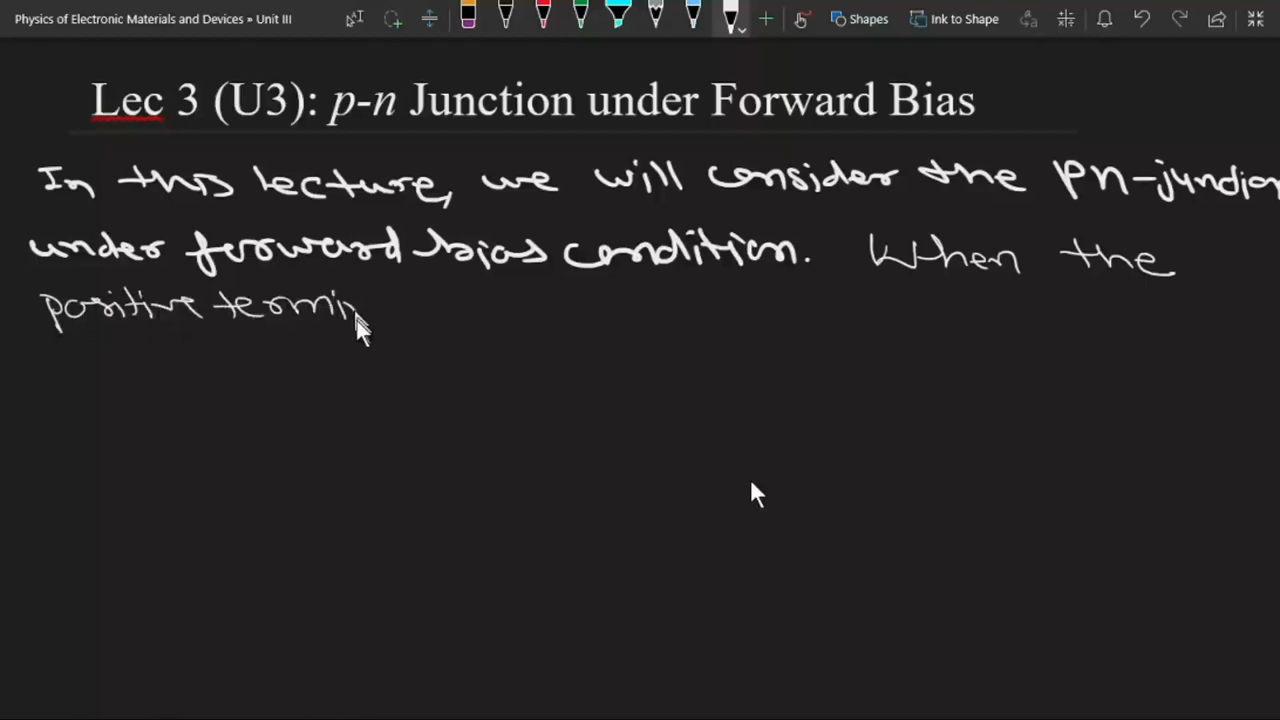 Physics of Electronic Materials and Devices » Unit III
Shapes
Ink to Shape
Lec 3 (U3): p-n Junction under Forward Bias
In this lecture, we will consider the pn-junction
under forward bias condition. When the
positive termin